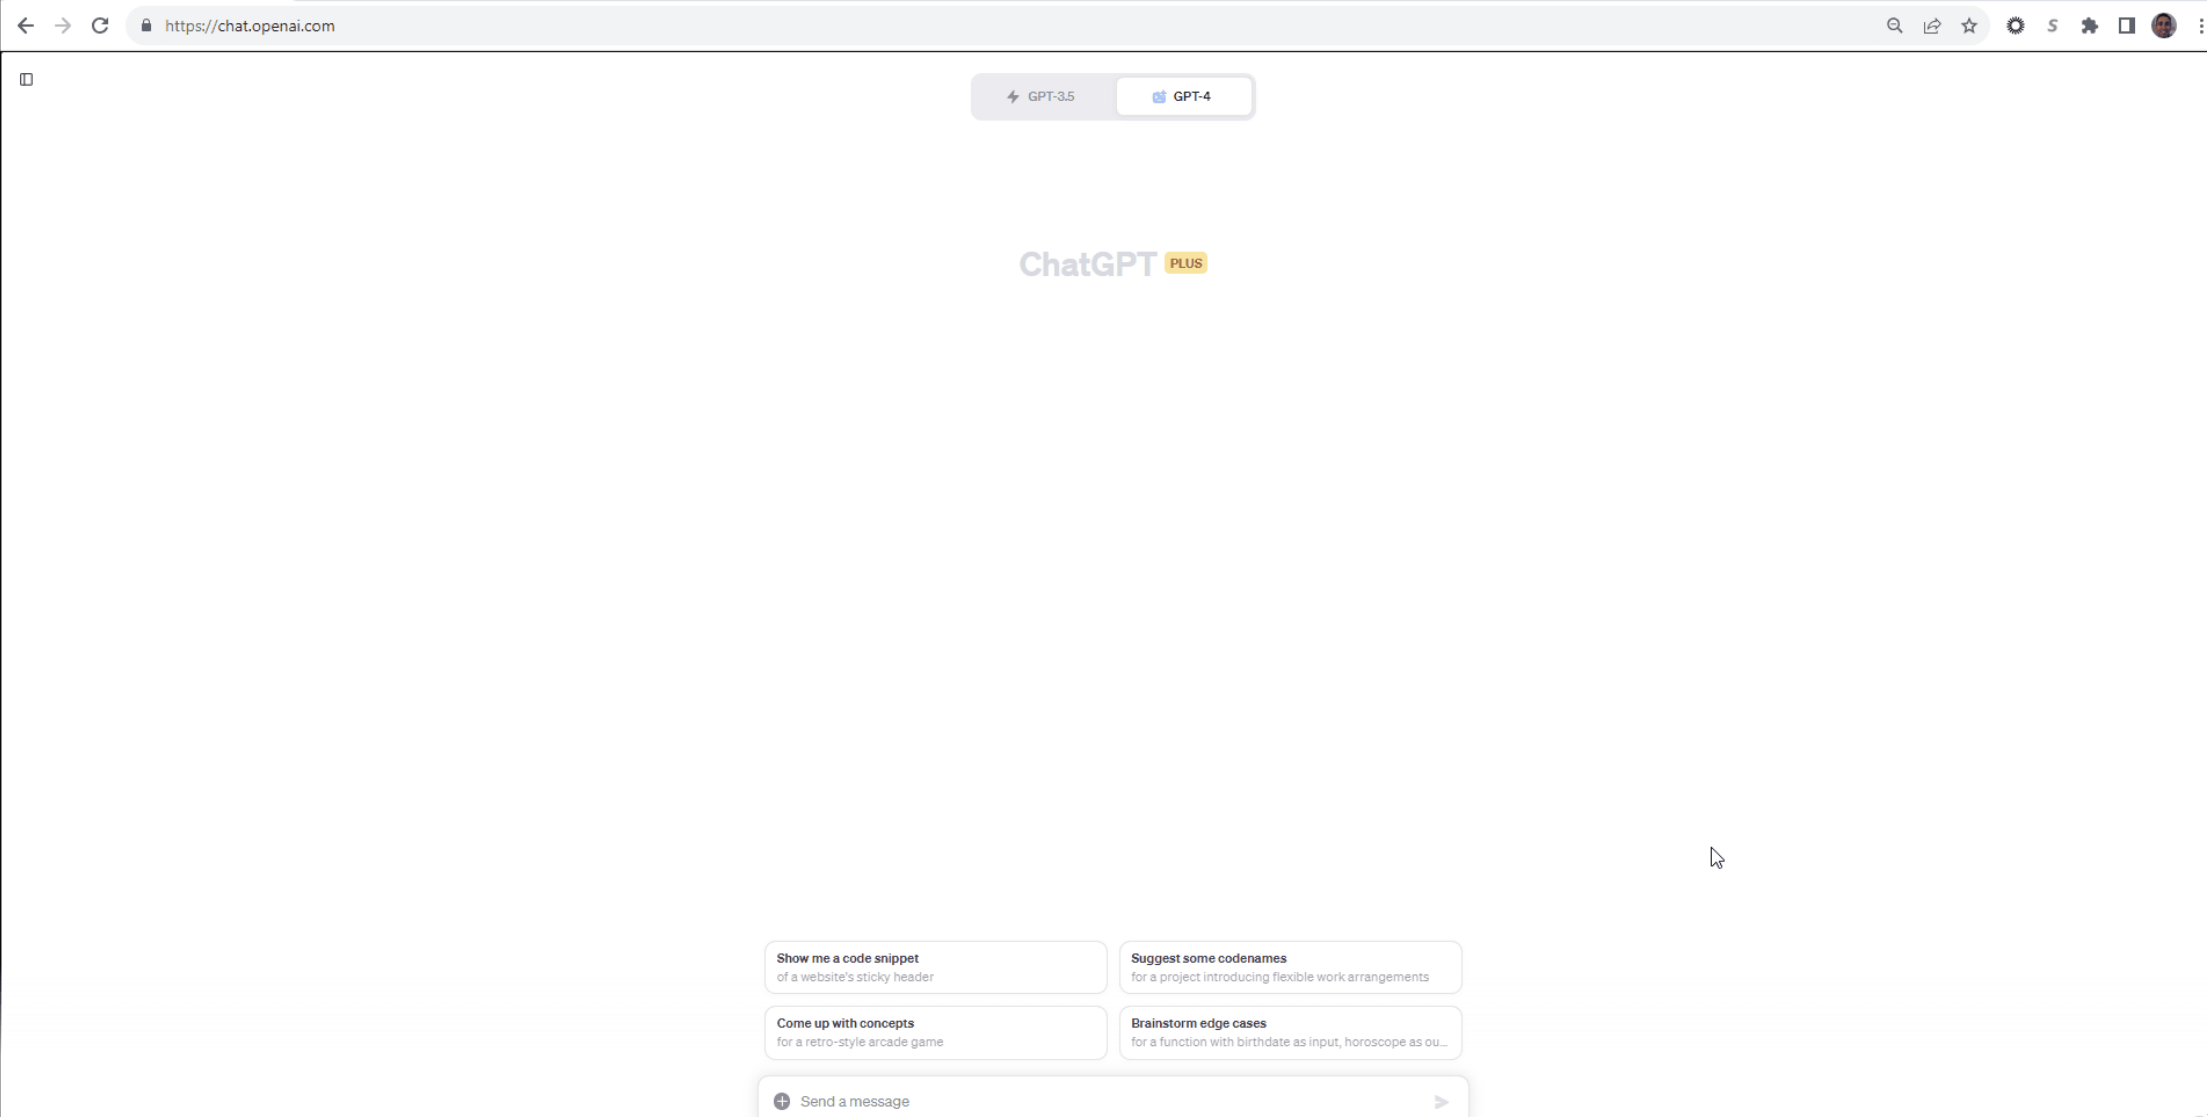 https://chat.openai.com
GPT-3.5
GPT-4
ChatGPT PLUS
Show me a code snippet
of a website's sticky header
Suggest some codenames
for a project introducing flexible work arrangements
Come up with concepts
for a retro-style arcade game
Brainstorm edge cases
for a function with birthdate as input, horoscope as ou...
Send a message